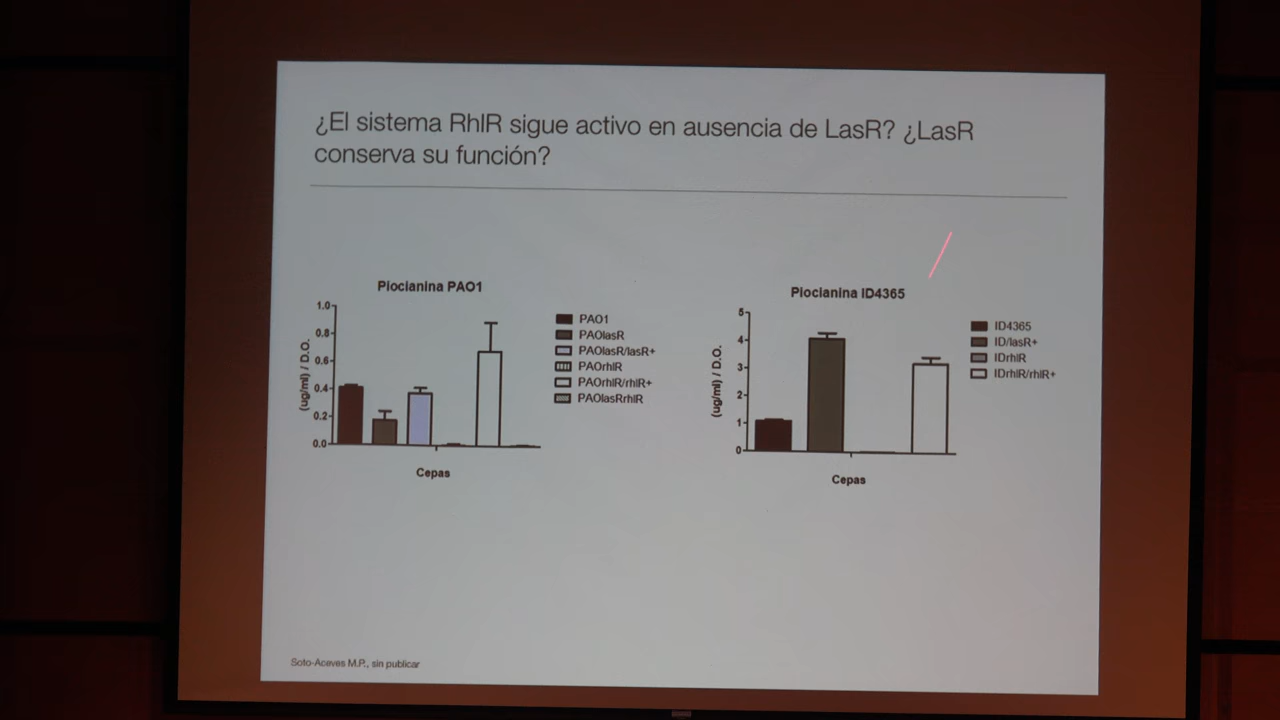 ¿El sistema RhlR sigue activo en ausencia de LasR? ¿LasR
conserva su función?
Piocianina PAO1
(ug/ml) / D.O.
1.0
0.8
0.6
0.4
0.2
0.0
Cepas
PAO1
PAOlasR
PAOlasR/lasR+
PAOrhlR
PAOrhlR/rhlR+
PAOlasRrhlR
Piocianina ID4365
(ug/ml) / D.O.
5
4
3
2
1
0
Cepas
ID4365
ID/lasR+
IDrhlR
IDrhlR/rhlR+
Soto-Aceves M.P., sin publicar